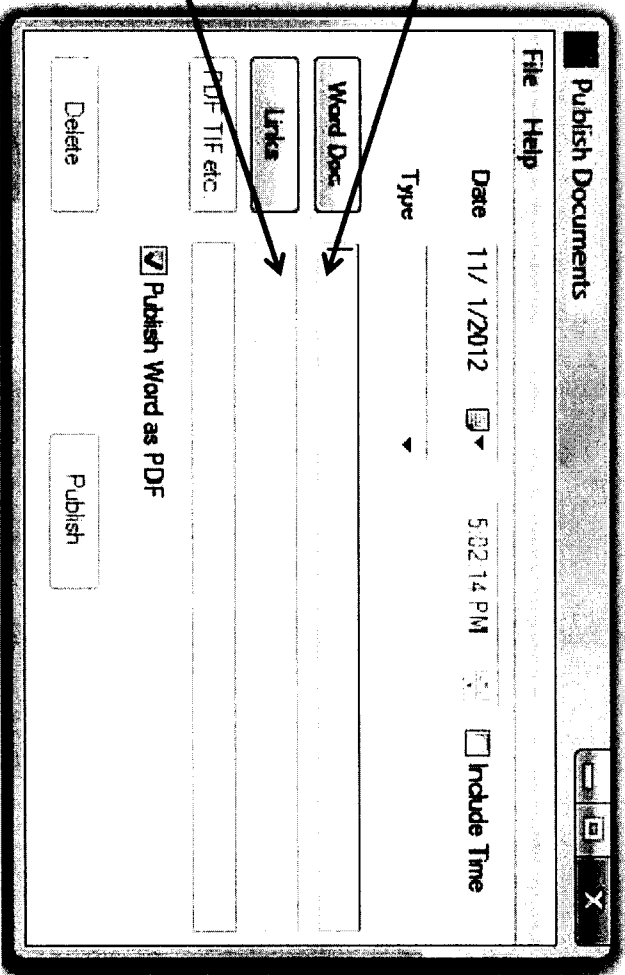 Publish Documents
File Help
Date 11/ 1/2012 5:02 14 PM Include Time
Type
Word Doc
Links
PDF TIF etc.
Publish Word as PDF
Delete Publish